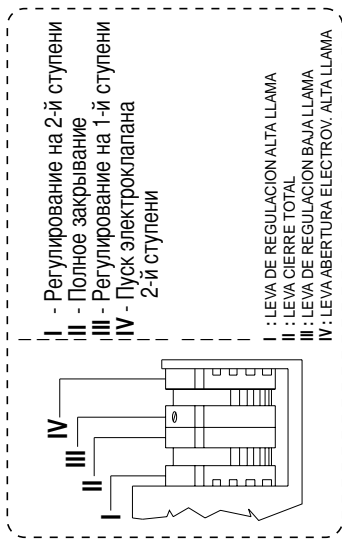 I - Регулирование на 2-й ступени
II - Полное закрывание
III - Регулирование на 1-й ступени
IV - Пуск электроклапана
2-й ступени
I : LEVA DE REGULACION ALTA LLAMA
II : LEVA CIERRE TOTAL
III : LEVA DE REGULACION BAJA LLAMA
IV : LEVA ABERTURA ELECTROV. ALTA LLAMA
IV
III
II
I